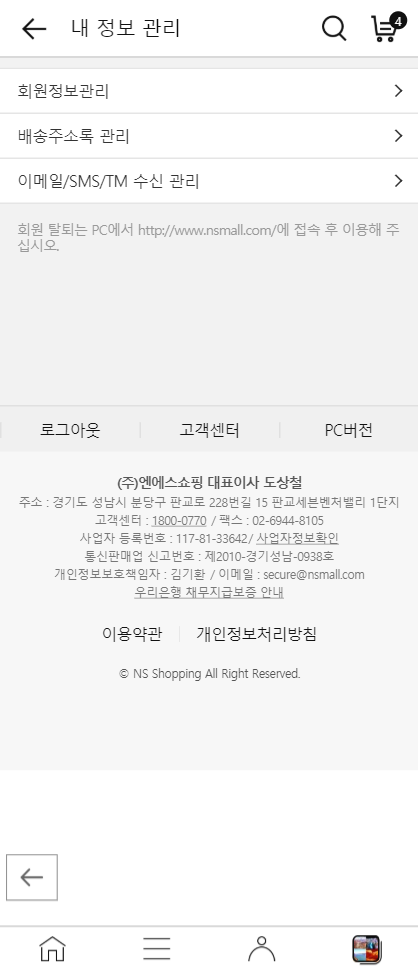 내 정보 관리
4
회원정보관리
배송주소록 관리
이메일/SMS/TM 수신 관리
회원 탈퇴는 PC에서 http://www.nsmall.com/에 접속 후 이용해 주
십시오.
로그아웃 고객센터 PC버전
(주)엔에스쇼핑 대표이사 도상철
주소 : 경기도 성남시 분당구 판교로 228번길 15 판교세븐벤처밸리 1단지
고객센터 : 1800-0770 / 팩스 : 02-6944-8105
사업자 등록번호 : 117-81-33642/ 사업자정보확인
통신판매업 신고번호 : 제2010-경기성남-0938호
개인정보보호책임자 : 김기환 / 이메일 : secure@nsmall.com
우리은행 채무지급보증 안내
이용약관 개인정보처리방침
© NS Shopping All Right Reserved.